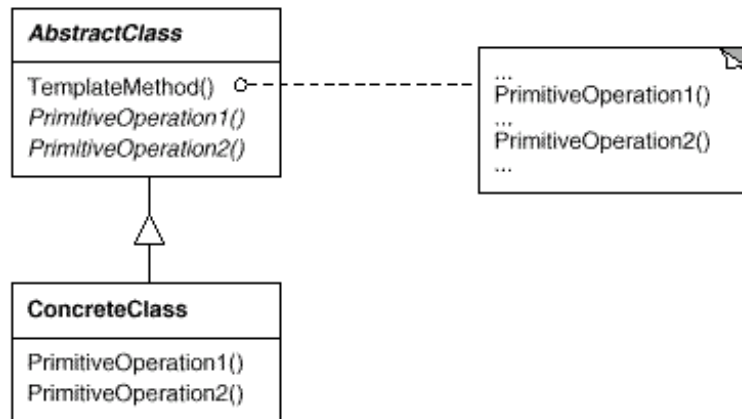 AbstractClass
TemplateMethod()
PrimitiveOperation1()
PrimitiveOperation2()
...
PrimitiveOperation1()
...
PrimitiveOperation2()
...
ConcreteClass
PrimitiveOperation1()
PrimitiveOperation2()